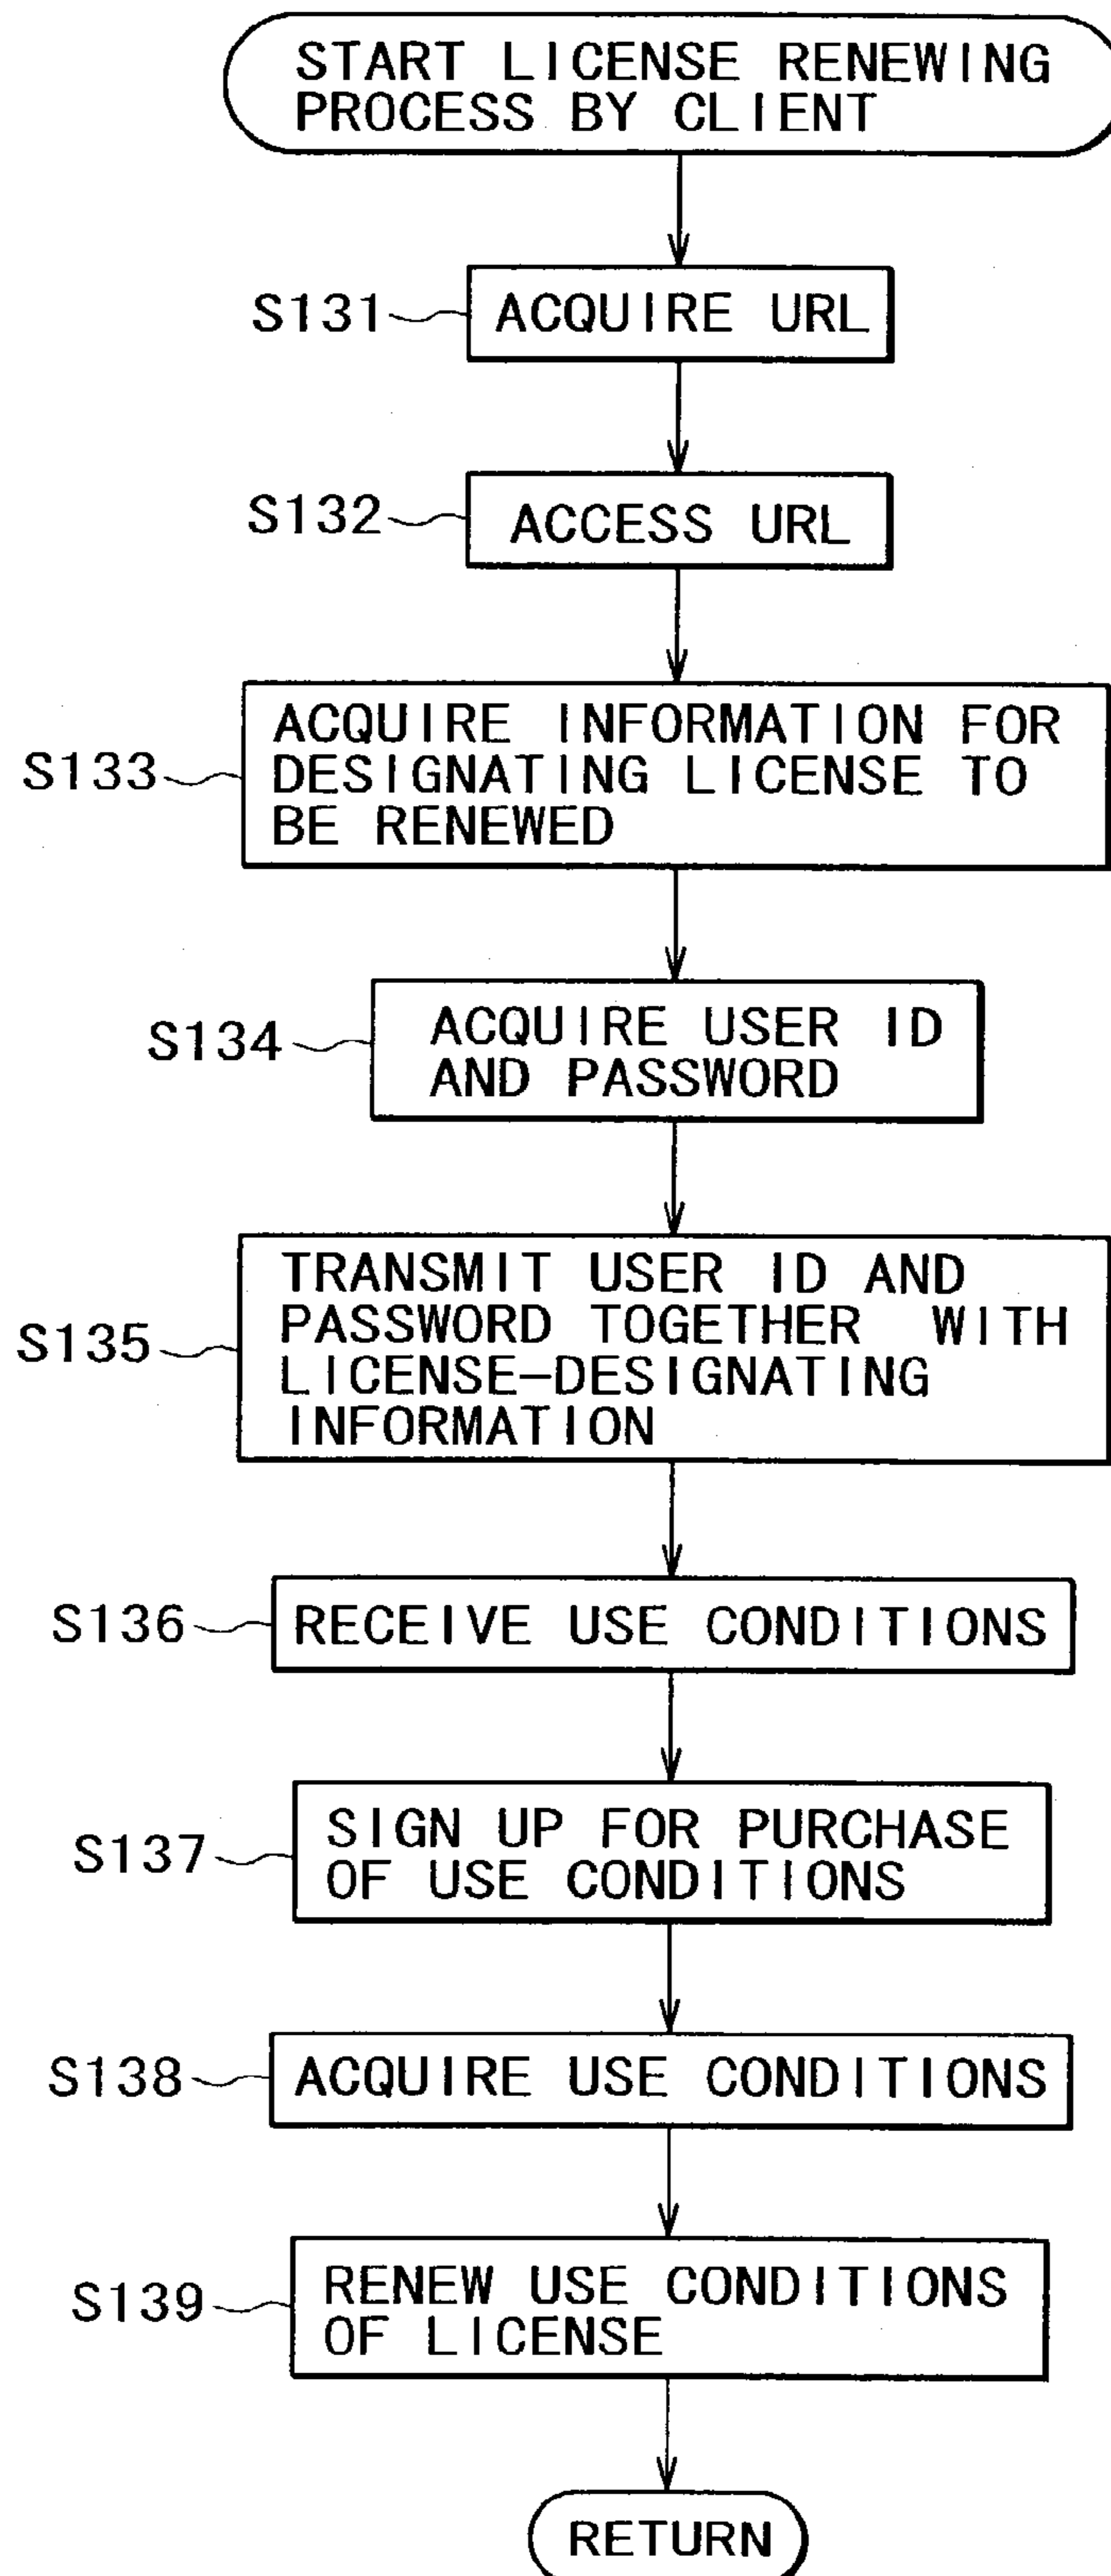 START LICENSE RENEWING
PROCESS BY CLIENT
S131
ACQUIRE URL
S132
ACCESS URL
S133
ACQUIRE INFORMATION FOR
DESIGNATING LICENSE TO
BE RENEWED
S134
ACQUIRE USER ID
AND PASSWORD
S135
TRANSMIT USER ID AND
PASSWORD TOGETHER WITH
LICENSE-DESIGNATING
INFORMATION
S136
RECEIVE USE CONDITIONS
S137
SIGN UP FOR PURCHASE
OF USE CONDITIONS
S138
ACQUIRE USE CONDITIONS
S139
RENEW USE CONDITIONS
OF LICENSE
RETURN